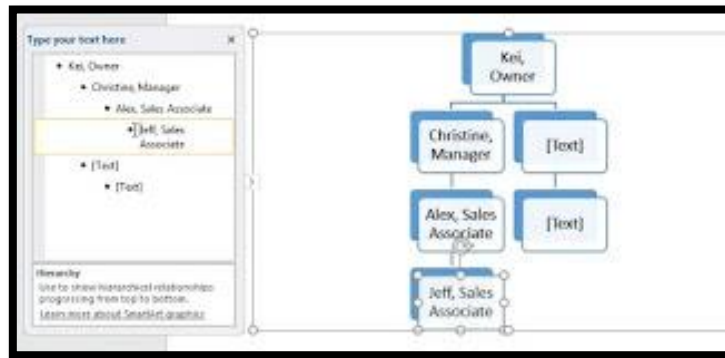 Type your text here
Kei, Owner
Christine, Manager
Alex, Sales Associate
Jeff, Sales
Associate
[Text]
[Text]
Hierarchy
Use to show hierarchical relationships
progressing from top to bottom.
Learn more about SmartArt graphics
Kei,
Owner
Christine,
Manager
[Text]
Alex, Sales
Associate
[Text]
Jeff, Sales
Associate